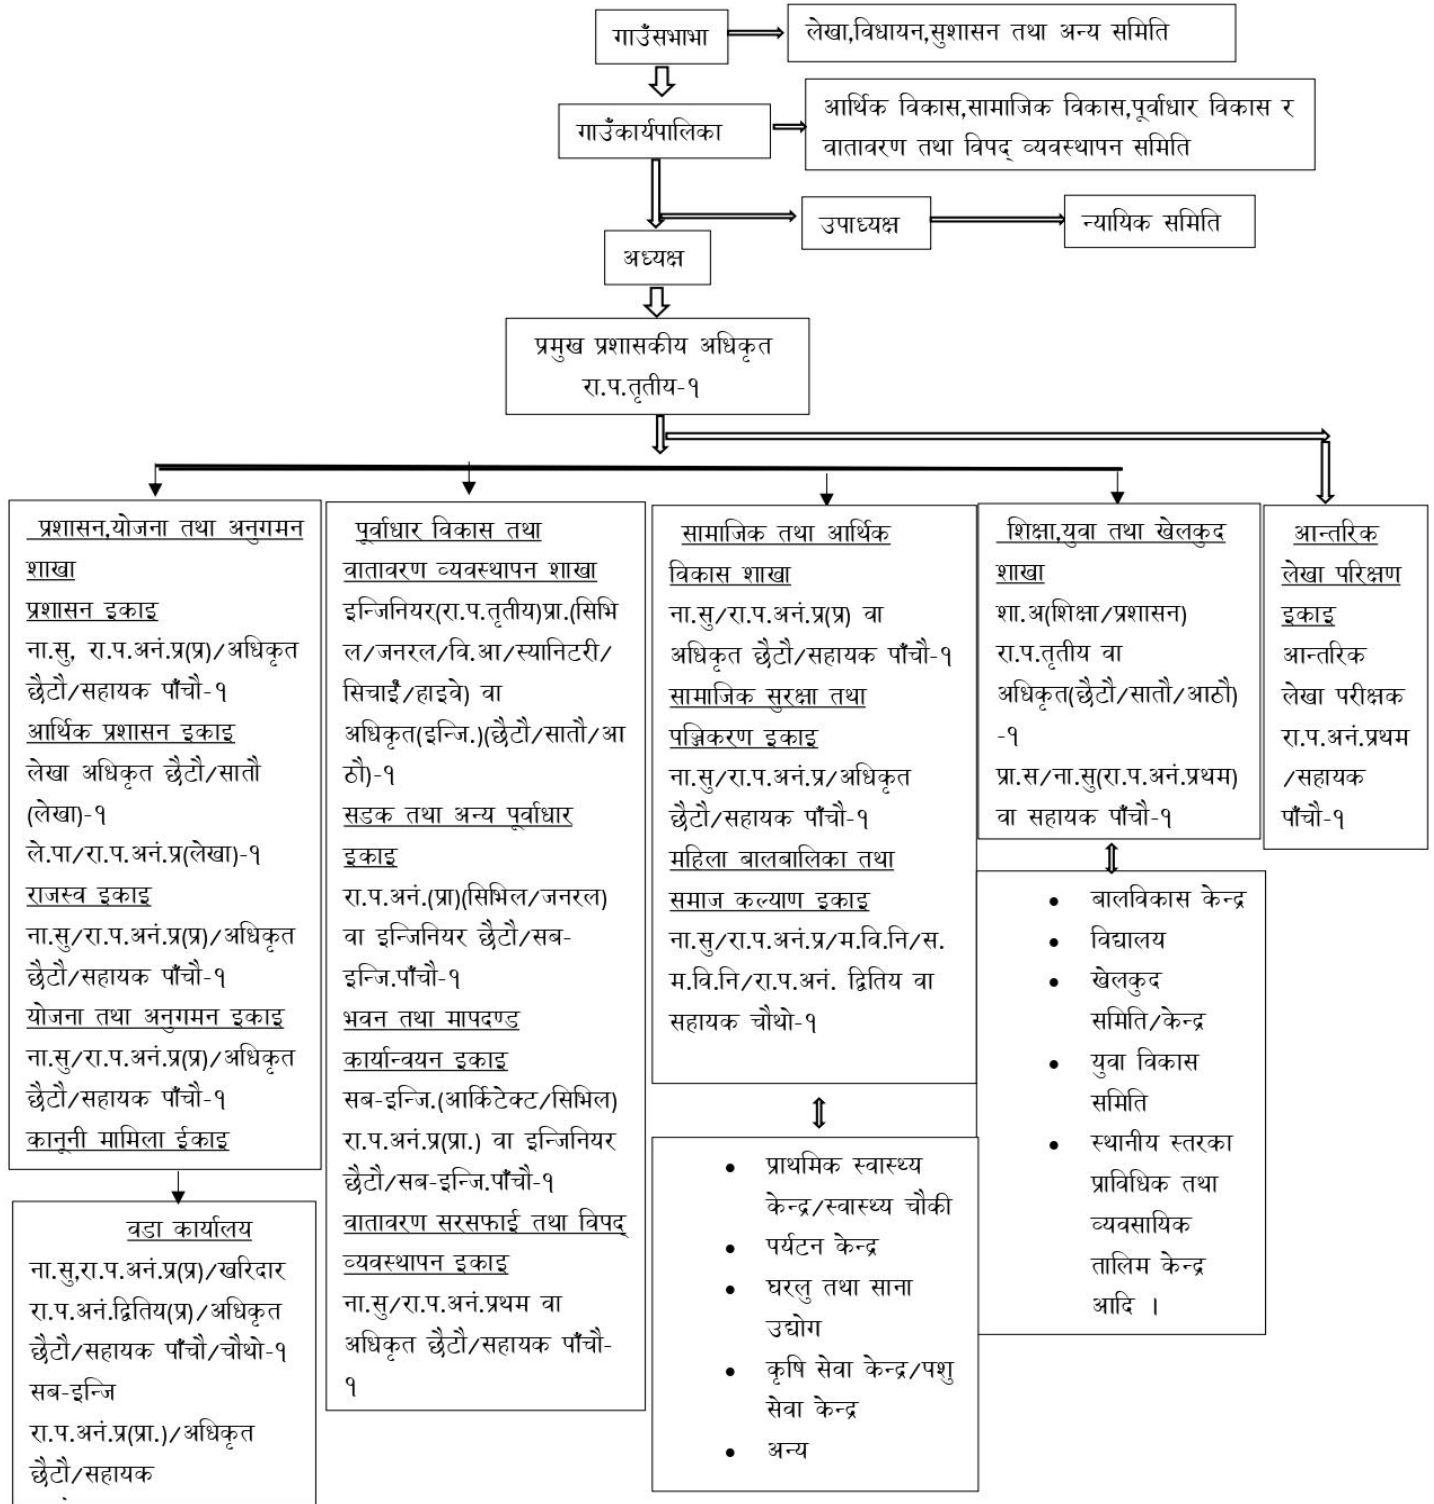 गाउँसभाभा
लेखा,विधायन,सुशासन तथा अन्य समिति
गाउँकार्यपालिका
आर्थिक विकास,सामाजिक विकास,पूर्वाधार विकास र
वातावरण तथा विपद् व्यवस्थापन समिति
उपाध्यक्ष
न्यायिक समिति
अध्यक्ष
प्रमुख प्रशासकीय अधिकृत
रा.प.तृतीय-१
प्रशासन,योजना तथा अनुगमन
शाखा
प्रशासन इकाइ
ना.सु, रा.प.अनं.प्र(प्र)/अधिकृत
छैटौ/सहायक पाँचौ-१
आर्थिक प्रशासन इकाइ
लेखा अधिकृत छैटौ/सातौ
(लेखा)-१
ले.पा/रा.प.अनं.प्र(लेखा)-१
राजस्व इकाइ
ना.सु/रा.प.अनं.प्र(प्र)/अधिकृत
छैटौ/सहायक पाँचौ-१
योजना तथा अनुगमन इकाइ
ना.सु/रा.प.अनं.प्र(प्र)/अधिकृत
छैटौ/सहायक पाँचौ-१
कानूनी मामिला ईकाइ
वडा कार्यालय
ना.सु,रा.प.अनं.प्र(प्र)/खरिदार
रा.प.अनं.द्वितिय(प्र)/अधिकृत
छैटौ/सहायक पाँचौ/चौथो-१
सब-इन्जि
रा.प.अनं.प्र(प्रा.)/अधिकृत
छैटौ/सहायक
पूर्वाधार विकास तथा
वातावरण व्यवस्थापन शाखा
इन्जिनियर(रा.प.तृतीय)प्रा.(सिभि
ल/जनरल/वि.आ/स्यानिटरी/
सिचाईँ/हाइवे) वा
अधिकृत(इन्जि.)(छैटौ/सातौ/आ
ठौ)-१
सडक तथा अन्य पूर्वाधार
इकाइ
रा.प.अनं.(प्रा)(सिभिल/जनरल)
वा इन्जिनियर छैटौ/सब-
इन्जि.पाँचौ-१
भवन तथा मापदण्ड
कार्यान्वयन इकाइ
सब-इन्जि.(आर्किटेक्ट/सिभिल)
रा.प.अनं.प्र(प्रा.) वा इन्जिनियर
छैटौ/सब-इन्जि.पाँचौ-१
वातावरण सरसफाई तथा विपद्
व्यवस्थापन इकाइ
ना.सु/रा.प.अनं.प्रथम वा
अधिकृत छैटौ/सहायक पाँचौ-
१
सामाजिक तथा आर्थिक
विकास शाखा
ना.सु/रा.प.अनं.प्र(प्र) वा
अधिकृत छैटौ/सहायक पाँचौ-१
सामाजिक सुरक्षा तथा
पञ्जिकरण इकाइ
ना.सु/रा.प.अनं.प्र/अधिकृत
छैटौ/सहायक पाँचौ-१
महिला बालबालिका तथा
समाज कल्याण इकाइ
ना.सु/रा.प.अनं.प्र/म.वि.नि/स.
म.वि.नि/रा.प.अनं. द्वितिय वा
सहायक चौथो-१
• प्राथमिक स्वास्थ्य
केन्द्र/स्वास्थ्य चौकी
• पर्यटन केन्द्र
• घरलु तथा साना
उद्योग
• कृषि सेवा केन्द्र/पशु
सेवा केन्द्र
• अन्य
शिक्षा,युवा तथा खेलकुद
शाखा
शा.अ(शिक्षा/प्रशासन)
रा.प.तृतीय वा
अधिकृत(छैटौ/सातौ/आठौ)
-१
प्रा.स/ना.सु(रा.प.अनं.प्रथम)
वा सहायक पाँचौ-१
• बालविकास केन्द्र
• विद्यालय
• खेलकुद
समिति/केन्द्र
• युवा विकास
समिति
• स्थानीय स्तरका
प्राविधिक तथा
व्यवसायिक
तालिम केन्द्र
आदि ।
आन्तरिक
लेखा परिक्षण
इकाइ
आन्तरिक
लेखा परीक्षक
रा.प.अनं.प्रथम
/सहायक
पाँचौ-१